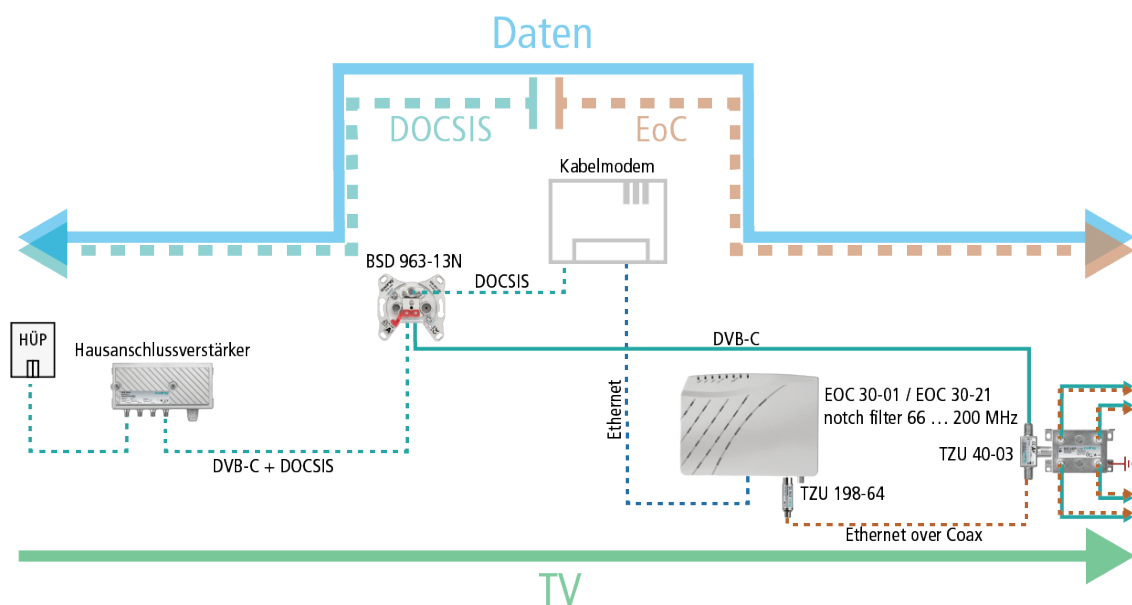 Daten
DOCSIS
EoC
Kabelmodem
BSD 963-13N
DOCSIS
HÜP
Hausanschlussverstärker
DVB-C
Ethernet
EOC 30-01 / EOC 30-21
notch filter 66 … 200 MHz
TZU 40-03
DVB-C + DOCSIS
TZU 198-64
Ethernet over Coax
TV